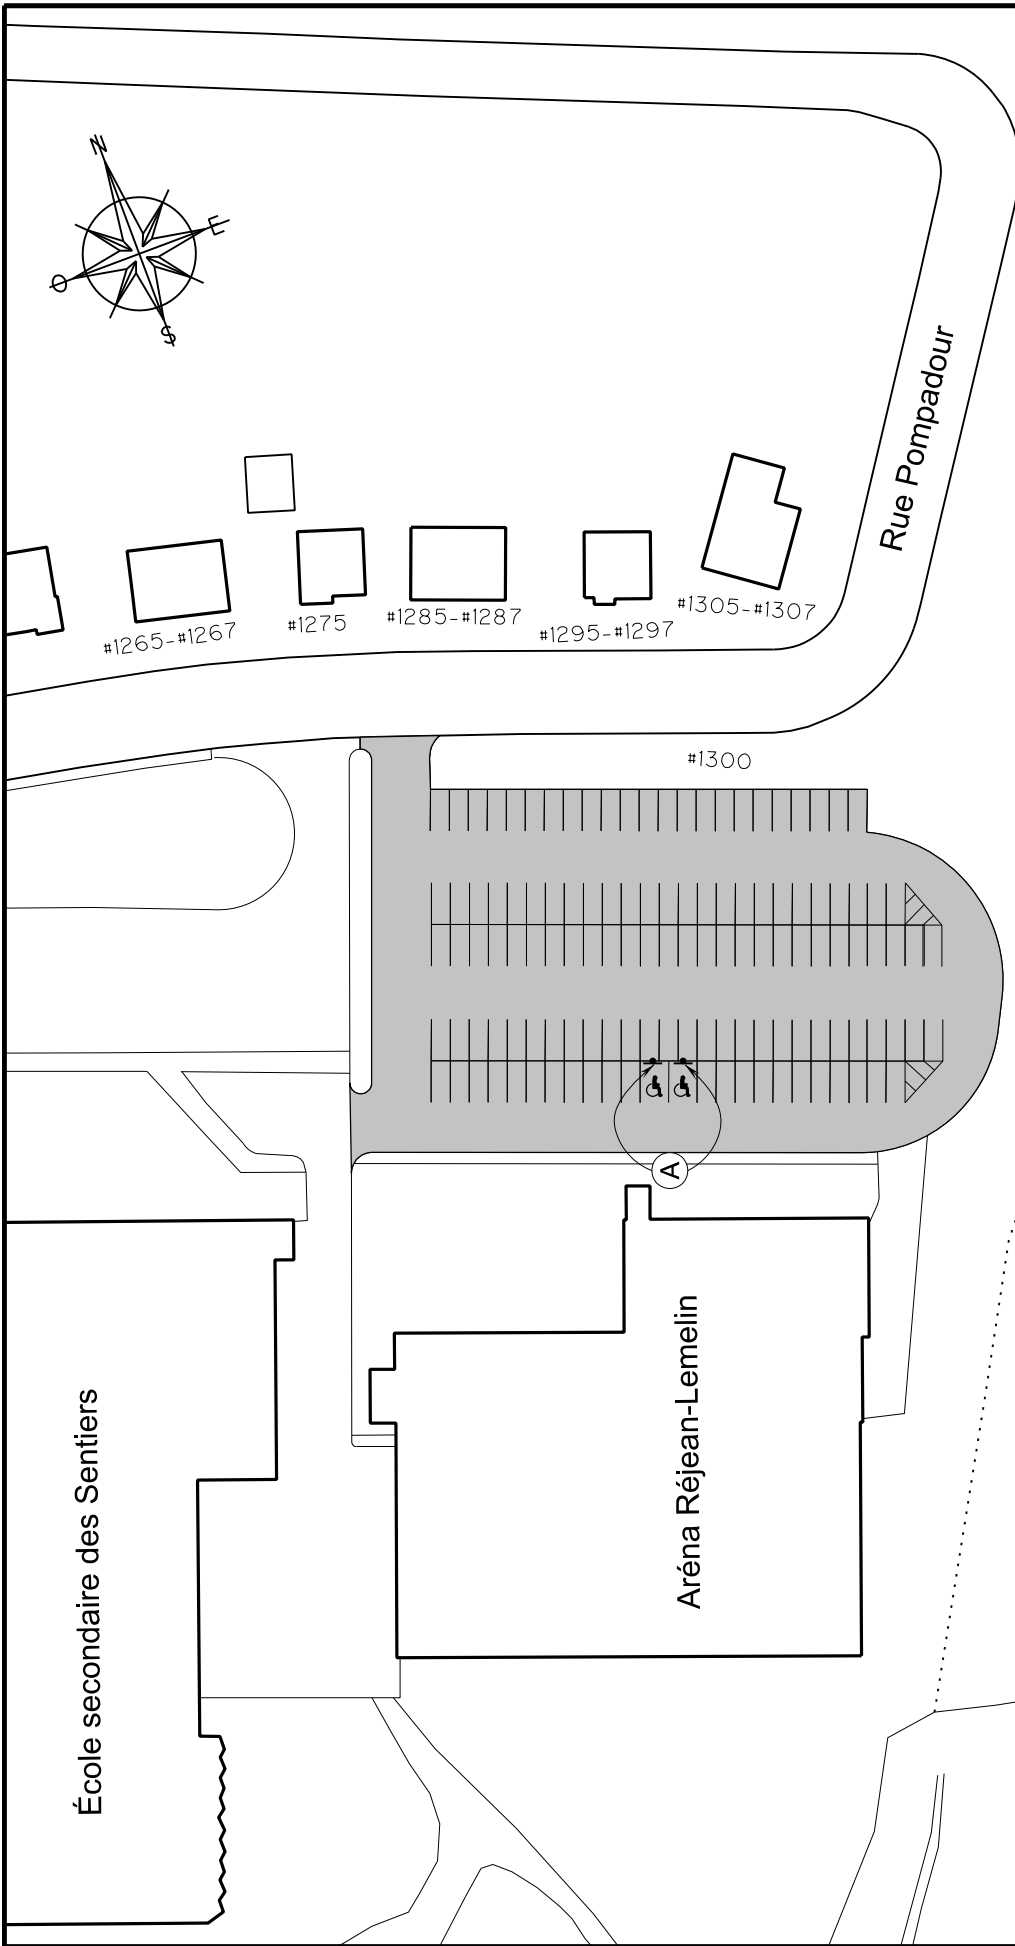 N
E
O
S
Rue Pompadour
#1265-#1267
#1275
#1285-#1287
#1295-#1297
#1305-#1307
#1300
A
École secondaire des Sentiers
Aréna Réjean-Lemelin